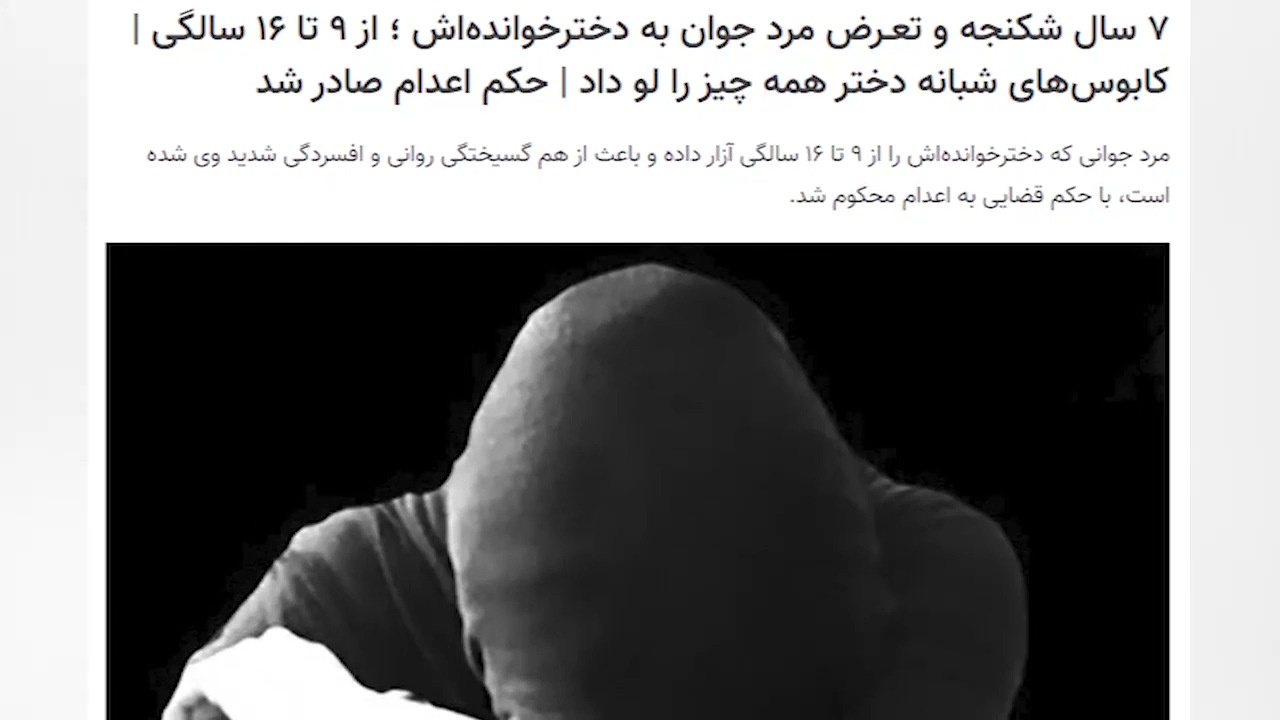 ۷ سال شکنجه و تعرض مرد جوان به دخترخوانده‌اش ؛ از ۹ تا ۱۶ سالگی |
کابوس‌های شبانه دختر همه چیز را لو داد | حکم اعدام صادر شد
مرد جوانی که دخترخوانده‌اش را از ۹ تا ۱۶ سالگی آزار داده و باعث از هم گسیختگی روانی و افسردگی شدید وی شده
است، با حکم قضایی به اعدام محکوم شد.